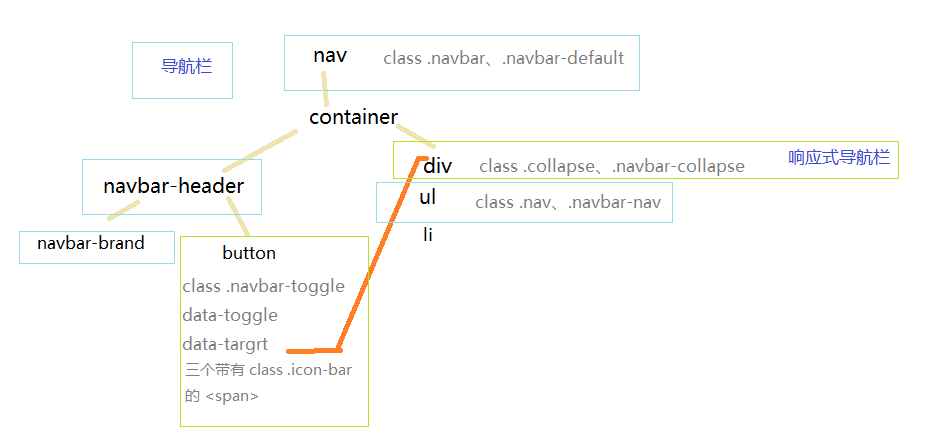 导航栏
nav
class .navbar、.navbar-default
container
div
class .collapse、.navbar-collapse
响应式导航栏
navbar-header
ul
class .nav、.navbar-nav
navbar-brand
li
button
class .navbar-toggle
data-toggle
data-targrt
三个带有 class .icon-bar
的 <span>